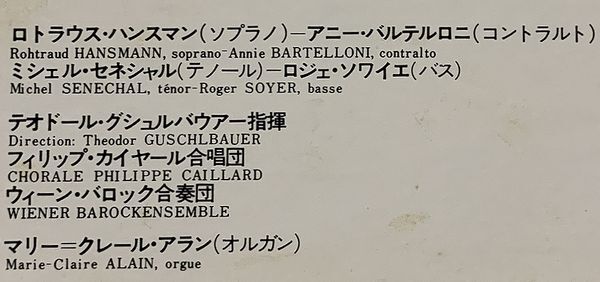 ロトラウス・ハンスマン(ソプラノ)—アニー・バルテルロニ(コントラルト)
Rohtraud HANSMANN, soprano-Annie BARTELLONI, contralto
ミシェル・セネシャル(テノール)—ロジェ・ソワイエ(バス)
Michel SENECHAL, ténor-Roger SOYER, basse
テオドール・グシュルバウアー指揮
Direction: Theodor GUSCHLBAUER
フィリップ・カイヤール合唱団
CHORALE PHILIPPE CAILLARD
ウィーン・バロック合奏団
WIENER BAROCKENSEMBLE
マリー＝クレール・アラン(オルガン)
Marie-Claire ALAIN, orgue